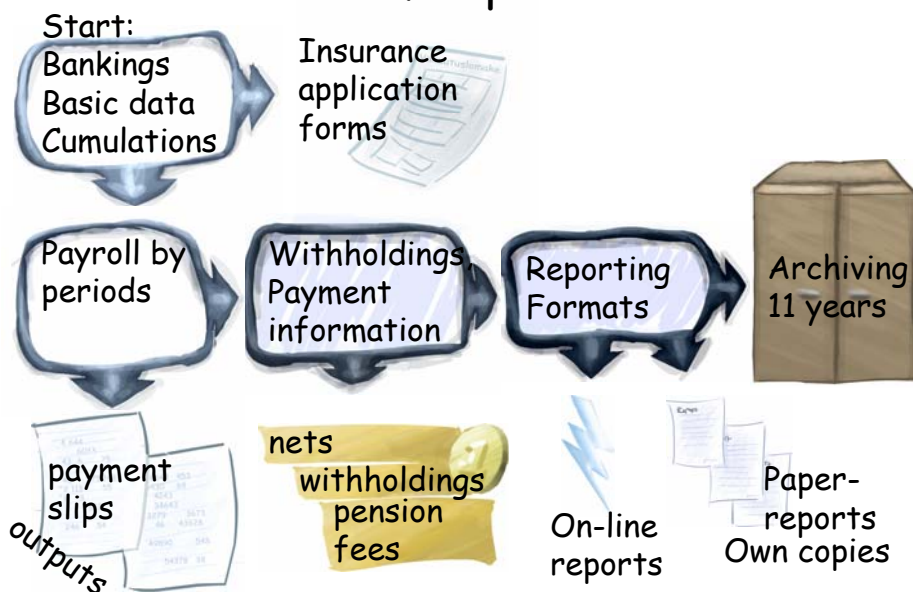 Start:
Bankings
Basic data
Cumulations
Insurance
application
forms
Payroll by
periods
Withholdings,
Payment
information
Reporting
Formats
Archiving
11 years
payment
slips
outputs
nets
withholdings
pension
fees
On-line
reports
Paper-
reports
Own copies